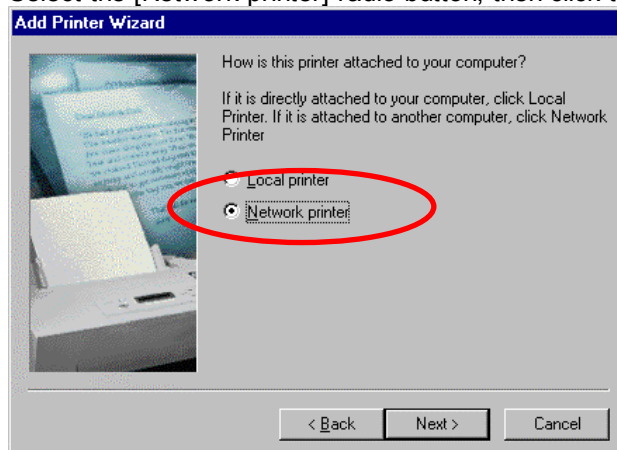 Select the [Network printer] radio button, then click t
Add Printer Wizard
How is this printer attached to your computer?
If it is directly attached to your computer, click Local
Printer. If it is attached to another computer, click Network
Printer
Local printer
Network printer
< Back Next > Cancel